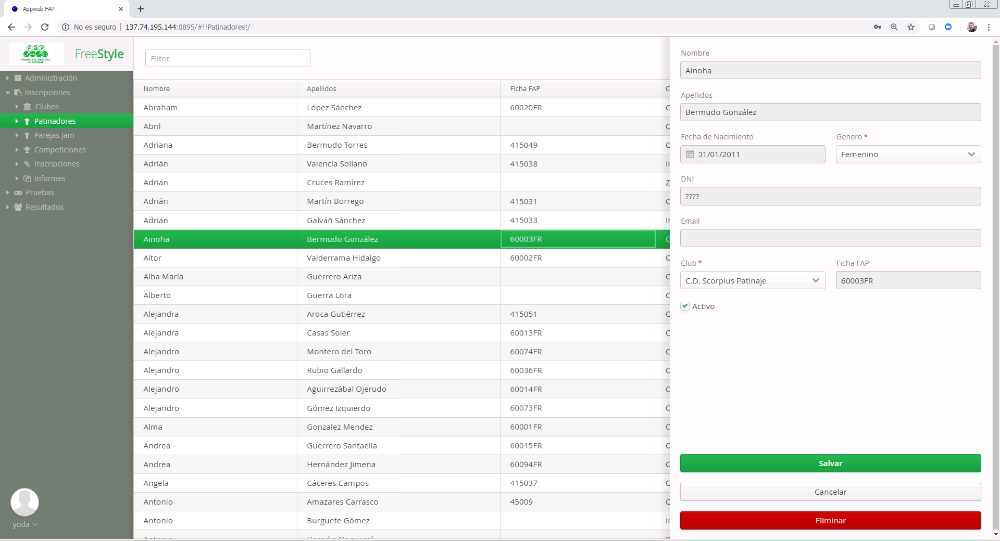 Appweb FAP
No es seguro
137.74.195.144:8895/#!!Patinadores!/
FEDERACIÓN ANDALUZA
DE PATINAJE
FreeStyle
Administración
Inscripciones
Clubes
Patinadores
Parejas Jam
Competiciones
Inscripciones
Informes
Pruebas
Resultados
yoda
Filter
Nombre Apellidos Ficha FAP C
Abraham López Sánchez 60020FR C
Abril Martínez Navarro C
Adriana Bermudo Torres 415049 C
Adrián Valencia Soilano 415038
Adrián Cruces Ramírez Z
Adrián Martín Borrego 415031 C
Adrián Galváñ Sánchez 415033
Ainoha Bermudo González 60003FR C
Aitor Valderrama Hidalgo 60002FR C
Alba María Guerrero Ariza C
Alberto Guerra Lora C
Alejandra Aroca Gutiérrez 415051 C
Alejandra Casas Soler 60013FR C
Alejandro Montero del Toro 60074FR C
Alejandro Rubio Gallardo 60036FR C
Alejandro Aguirrezábal Ojerudo 60014FR C
Alejandro Gómez Izquierdo 60073FR C
Alma Gonzalez Mendez 60001FR C
Andrea Guerrero Santaella 60015FR C
Andrea Hernández Jimena 60094FR C
Angela Cáceres Campos 415037 C
Antonio Amazares Carrasco 45009 C
Antonio Burguete Gómez
Nombre
Ainoha
Apellidos
Bermudo González
Fecha de Nacimiento Genero *
01/01/2011 Femenino
DNI
????
Email
Club * Ficha FAP
C.D. Scorpius Patinaje 60003FR
Activo
Salvar
Cancelar
Eliminar